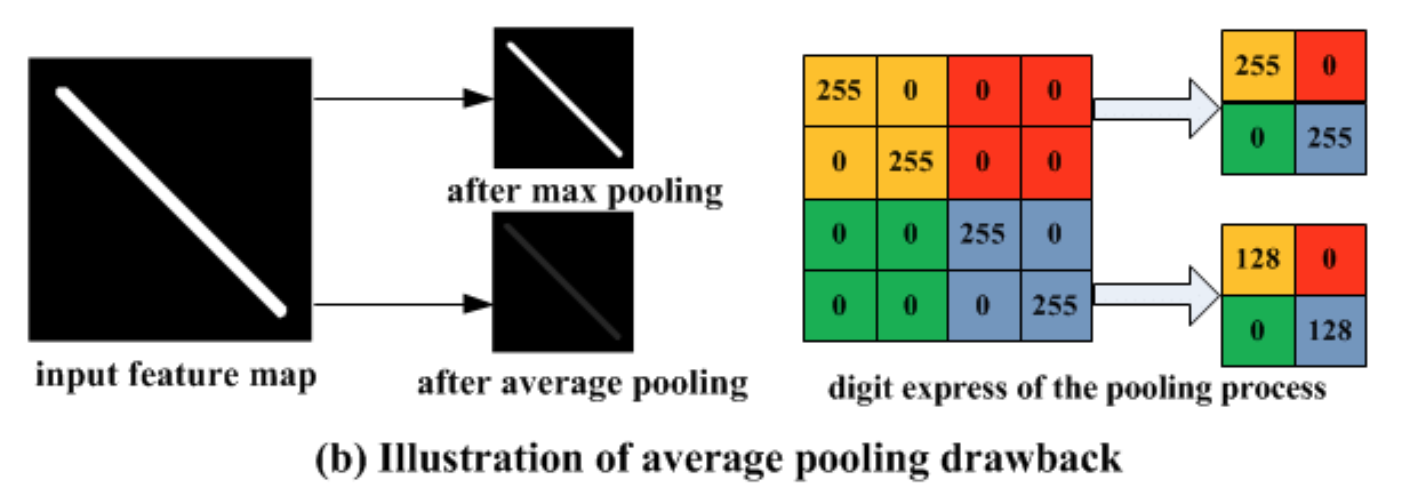 after max pooling
after average pooling
input feature map
255 0 0 0
0 255 0 0
0 0 255 0
0 0 0 255
255 0
0 255
128 0
0 128
digit express of the pooling process
(b) Illustration of average pooling drawback